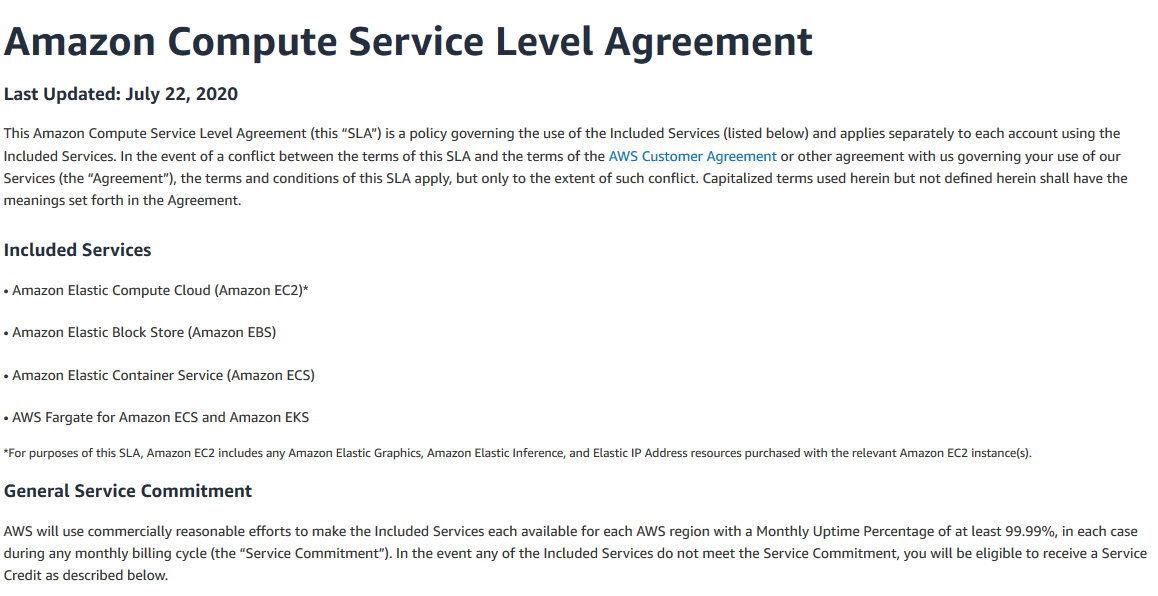 Amazon Compute Service Level Agreement
Last Updated: July 22, 2020
This Amazon Compute Service Level Agreement (this “SLA”) is a policy governing the use of the Included Services (listed below) and applies separately to each account using the
Included Services. In the event of a conflict between the terms of this SLA and the terms of the AWS Customer Agreement or other agreement with us governing your use of our
Services (the “Agreement”), the terms and conditions of this SLA apply, but only to the extent of such conflict. Capitalized terms used herein but not defined herein shall have the
meanings set forth in the Agreement.
Included Services
• Amazon Elastic Compute Cloud (Amazon EC2)*
• Amazon Elastic Block Store (Amazon EBS)
• Amazon Elastic Container Service (Amazon ECS)
• AWS Fargate for Amazon ECS and Amazon EKS
*For purposes of this SLA, Amazon EC2 includes any Amazon Elastic Graphics, Amazon Elastic Inference, and Elastic IP Address resources purchased with the relevant Amazon EC2 instance(s).
General Service Commitment
AWS will use commercially reasonable efforts to make the Included Services each available for each AWS region with a Monthly Uptime Percentage of at least 99.99%, in each case
during any monthly billing cycle (the “Service Commitment”). In the event any of the Included Services do not meet the Service Commitment, you will be eligible to receive a Service
Credit as described below.